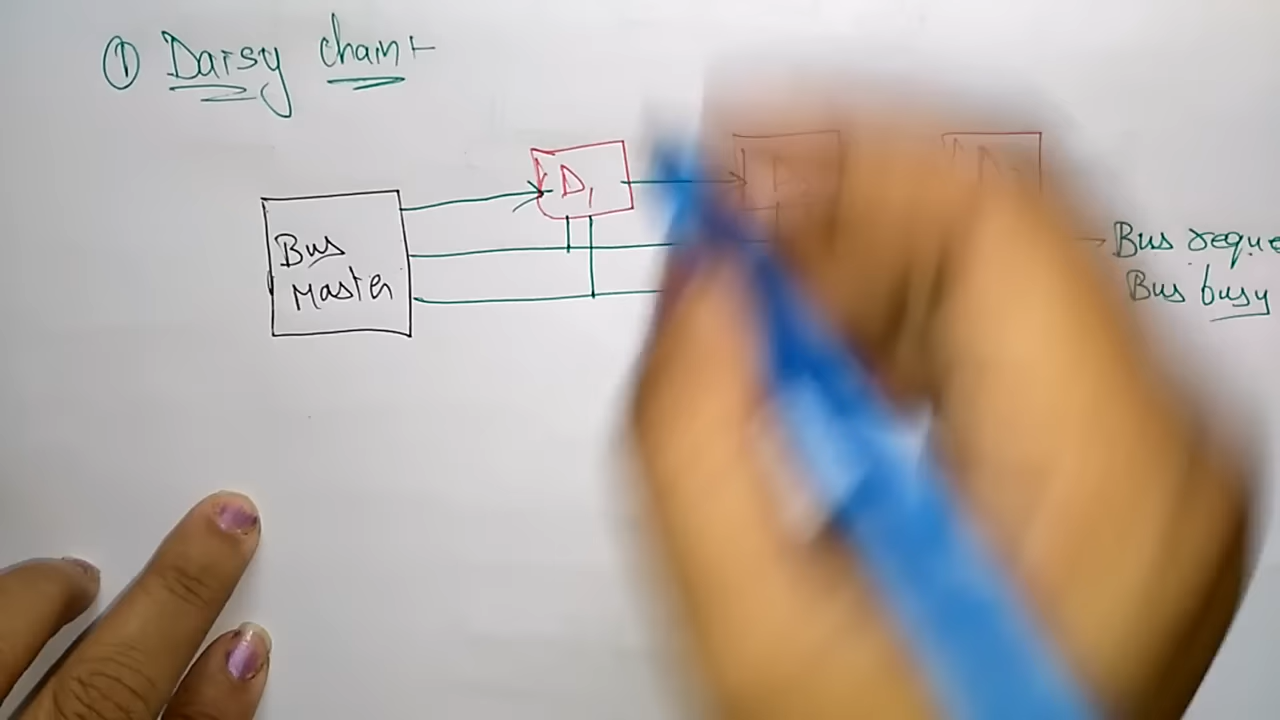 ① Daisy chain:-
D1
D
Bus
Master
Bus reque
Bus busy